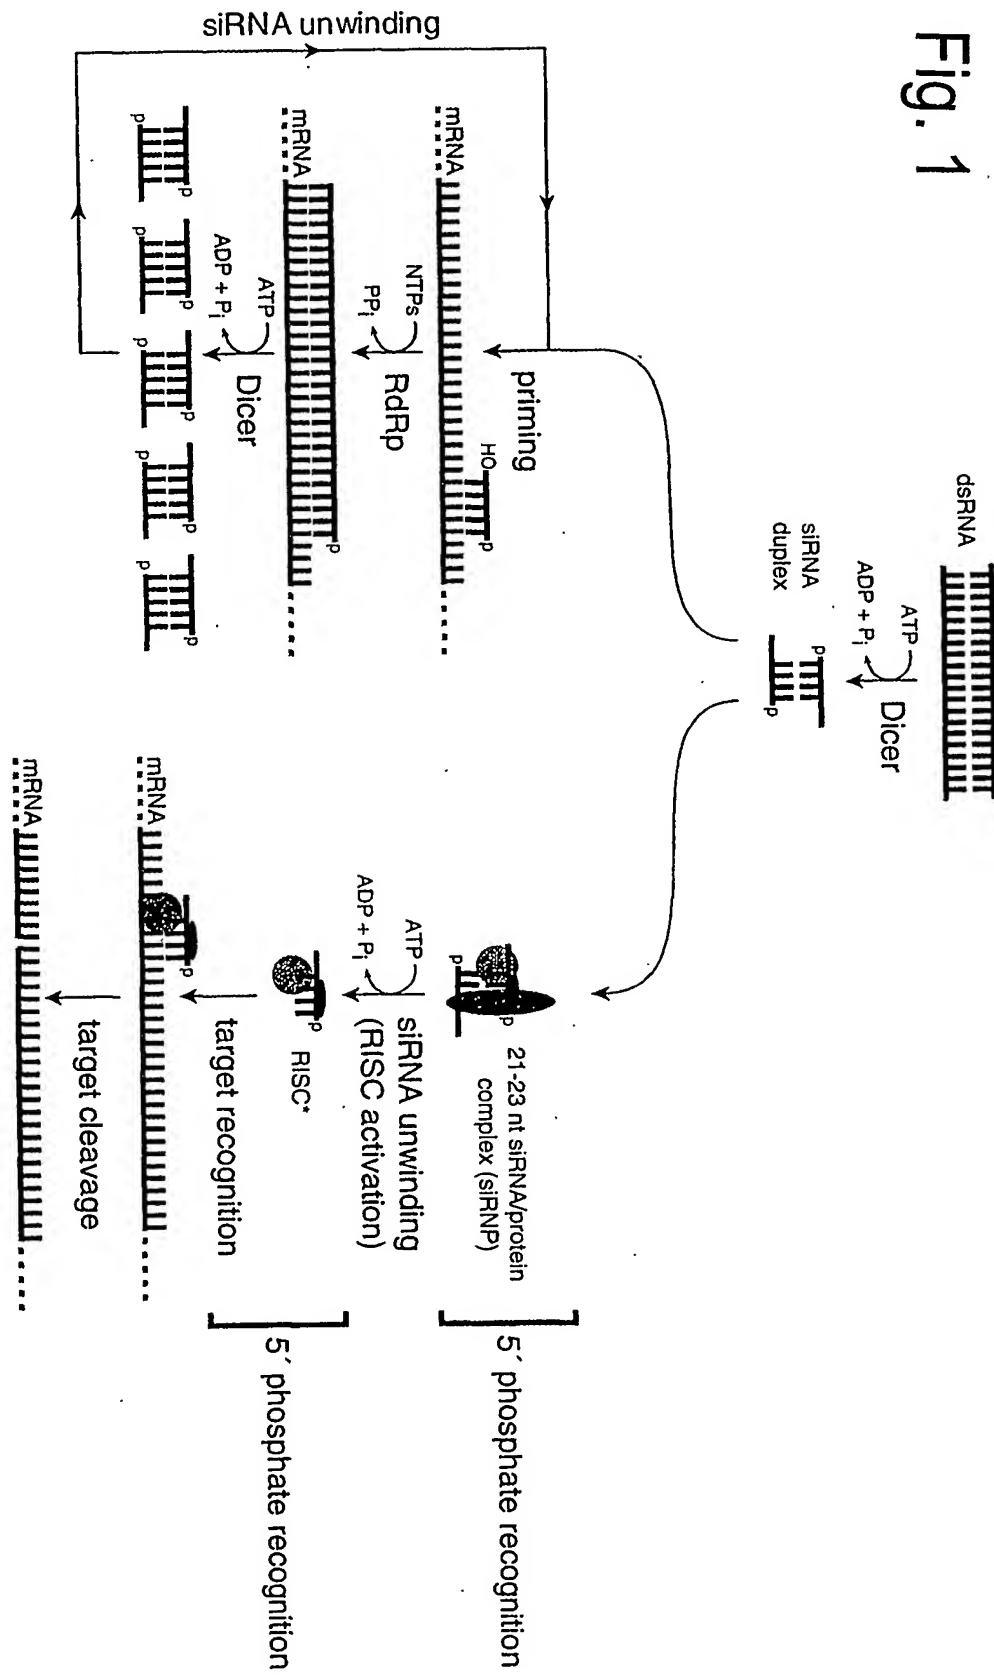 Fig. 1
dsRNA
ATP
ADP + Pi
Dicer
siRNA
duplex
p
p
siRNA unwinding
priming
HO
p
mRNA
NTPs
PPi
RdRp
p
mRNA
ATP
ADP + Pi
Dicer
p
p
p
p
p
p
p
p
p
p
p
p
21-23 nt siRNA/protein
complex (siRNP)
5´ phosphate recognition
ATP
ADP + Pi
siRNA unwinding
(RISC activation)
p
RISC*
5´ phosphate recognition
target recognition
p
mRNA
target cleavage
mRNA